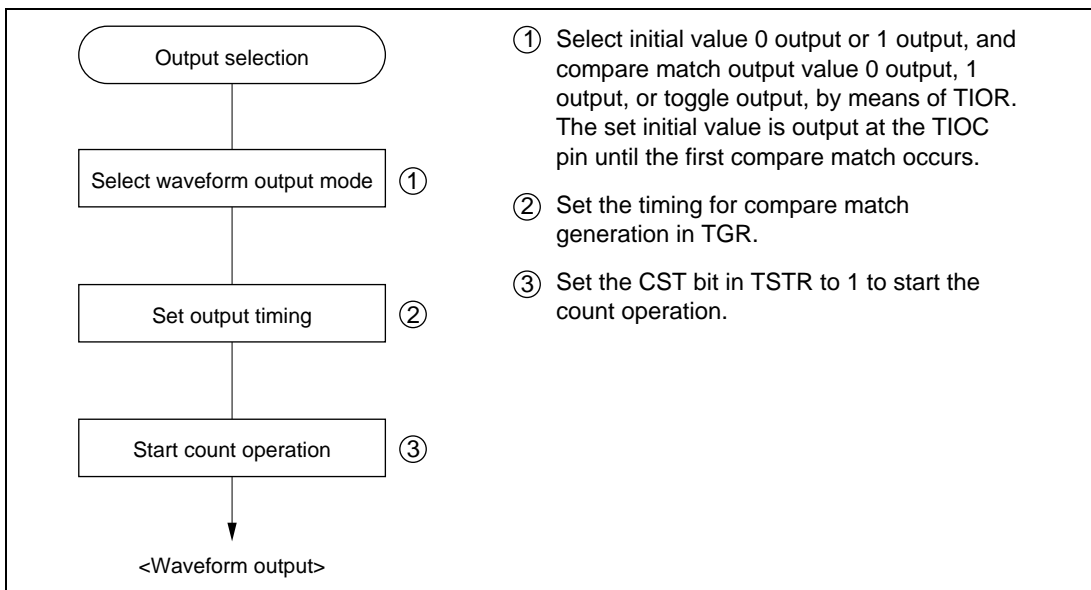 Output selection
Select waveform output mode ①
Set output timing ②
Start count operation ③
<Waveform output>
① Select initial value 0 output or 1 output, and
compare match output value 0 output, 1
output, or toggle output, by means of TIOR.
The set initial value is output at the TIOC
pin until the first compare match occurs.
② Set the timing for compare match
generation in TGR.
③ Set the CST bit in TSTR to 1 to start the
count operation.